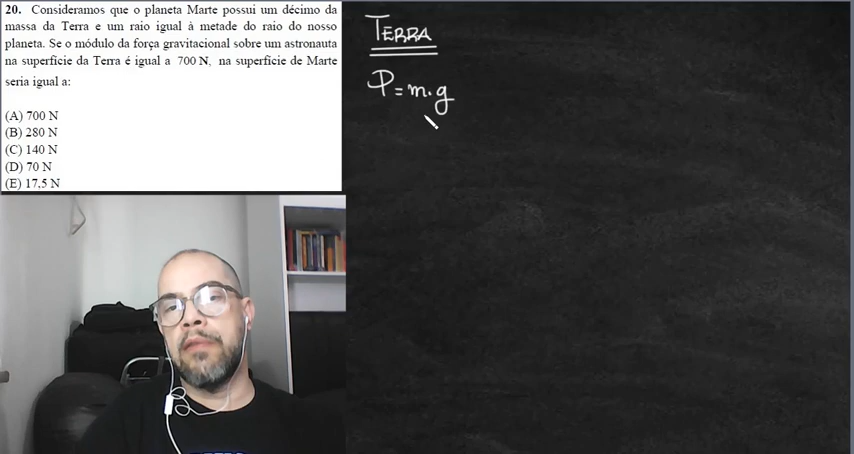 20. Consideramos que o planeta Marte possui um décimo da
massa da Terra e um raio igual à metade do raio do nosso
planeta. Se o módulo da força gravitacional sobre um astronauta
na superfície da Terra é igual a 700 N, na superfície de Marte
seria igual a:
(A) 700 N
(B) 280 N
(C) 140 N
(D) 70 N
(E) 17,5 N
TERRA
P = m.g